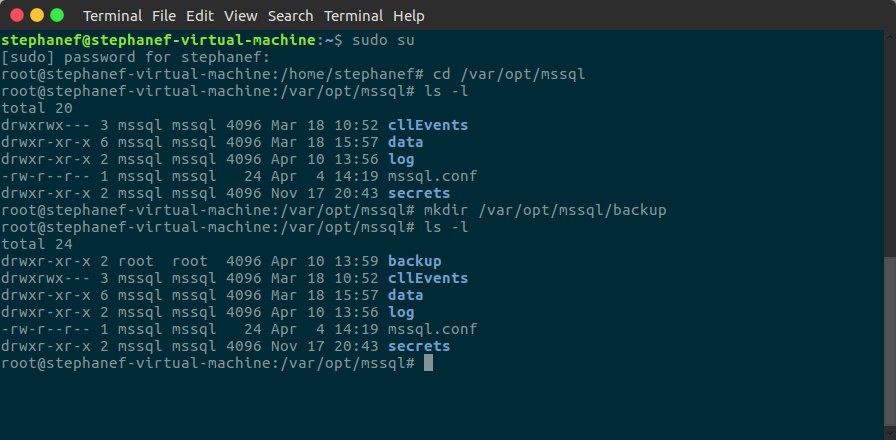 Terminal File Edit View Search Terminal Help
stephanef@stephanef-virtual-machine:~$ sudo su
[sudo] password for stephanef:
root@stephanef-virtual-machine:/home/stephanef# cd /var/opt/mssql
root@stephanef-virtual-machine:/var/opt/mssql# ls -l
total 20
drwxrwx--- 3 mssql mssql 4096 Mar 18 10:52 cllEvents
drwxr-xr-x 6 mssql mssql 4096 Mar 18 15:57 data
drwxr-xr-x 2 mssql mssql 4096 Apr 10 13:56 log
-rw-r--r-- 1 mssql mssql   24 Apr  4 14:19 mssql.conf
drwxr-xr-x 2 mssql mssql 4096 Nov 17 20:43 secrets
root@stephanef-virtual-machine:/var/opt/mssql# mkdir /var/opt/mssql/backup
root@stephanef-virtual-machine:/var/opt/mssql# ls -l
total 24
drwxr-xr-x 2 root  root  4096 Apr 10 13:59 backup
drwxrwx--- 3 mssql mssql 4096 Mar 18 10:52 cllEvents
drwxr-xr-x 6 mssql mssql 4096 Mar 18 15:57 data
drwxr-xr-x 2 mssql mssql 4096 Apr 10 13:56 log
-rw-r--r-- 1 mssql mssql   24 Apr  4 14:19 mssql.conf
drwxr-xr-x 2 mssql mssql 4096 Nov 17 20:43 secrets
root@stephanef-virtual-machine:/var/opt/mssql#